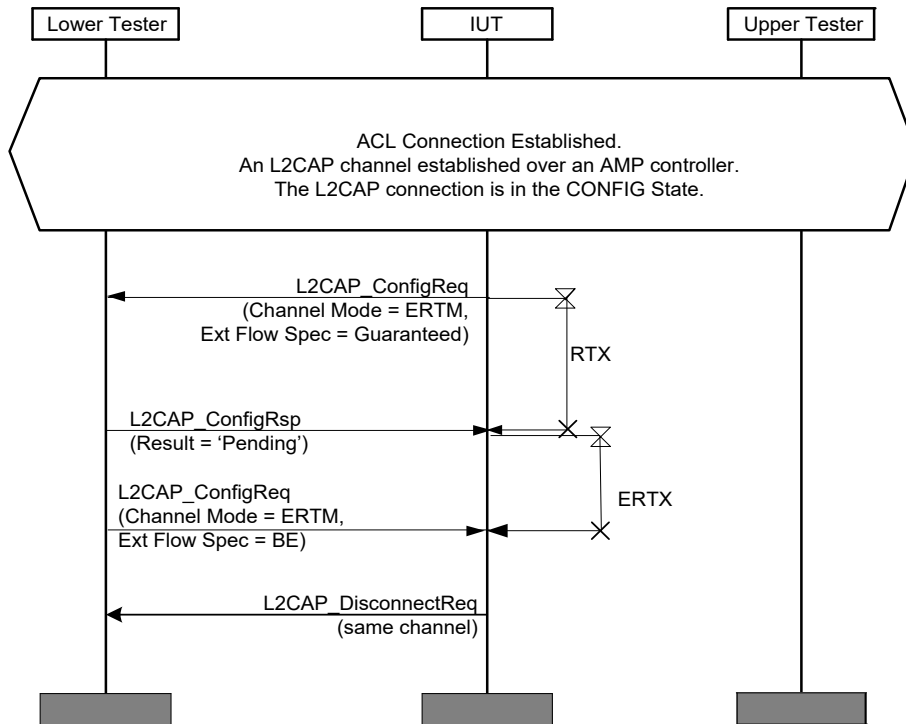 Lower Tester
IUT
Upper Tester
ACL Connection Established.
An L2CAP channel established over an AMP controller.
The L2CAP connection is in the CONFIG State.
L2CAP_ConfigReq
(Channel Mode = ERTM,
Ext Flow Spec = Guaranteed)
RTX
L2CAP_ConfigRsp
(Result = ‘Pending’)
L2CAP_ConfigReq
(Channel Mode = ERTM,
Ext Flow Spec = BE)
ERTX
L2CAP_DisconnectReq
(same channel)